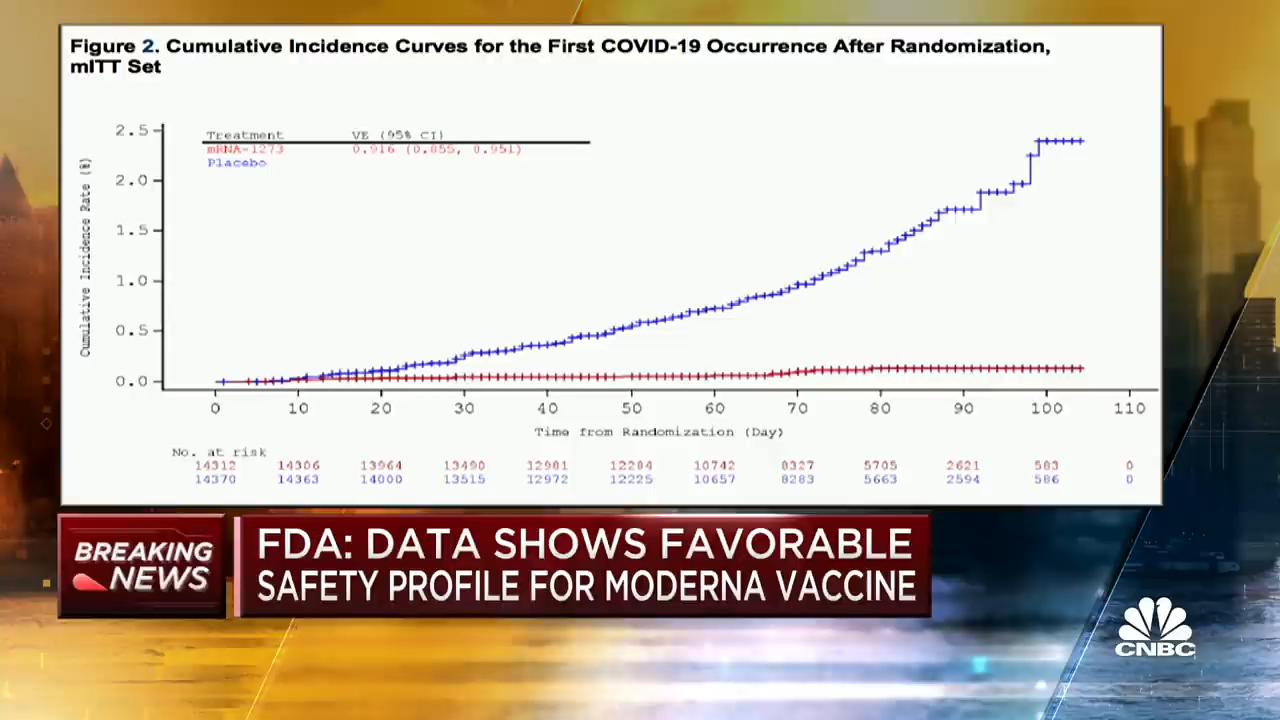 Figure 2. Cumulative Incidence Curves for the First COVID-19 Occurrence After Randomization,
mITT Set
Treatment VE (95% CI)
mRNA-1273 0.916 (0.855, 0.951)
Placebo
Cumulative Incidence Rate (%)
2.5
2.0
1.5
1.0
0.5
0.0
0 10 20 30 40 50 60 70 80 90 100 110
Time from Randomization (Day)
No. at risk
14312 14306 13964 13490 12981 12284 10742 8327 5705 2621 583 0
14370 14363 14000 13515 12972 12225 10657 8283 5663 2594 586 0
BREAKING
NEWS
FDA: DATA SHOWS FAVORABLE
SAFETY PROFILE FOR MODERNA VACCINE
CNBC